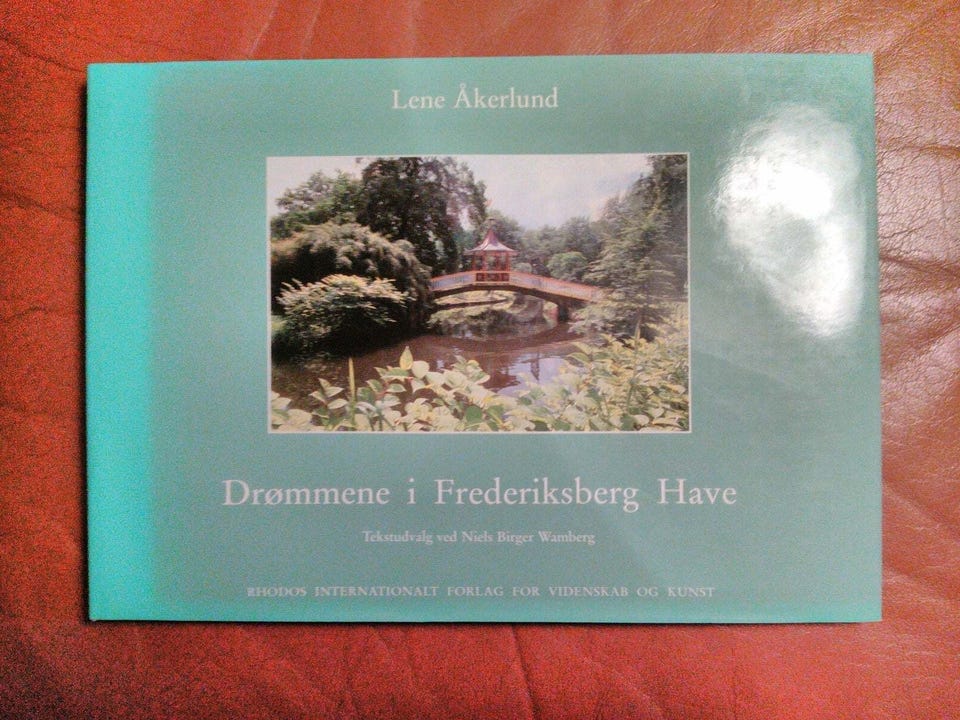 Lene Åkerlund
Drømmene i Frederiksberg Have
Tekstudvalg ved Niels Birger Wamberg
RHODOS INTERNATIONALT FORLAG FOR VIDENSKAB OG KUNST